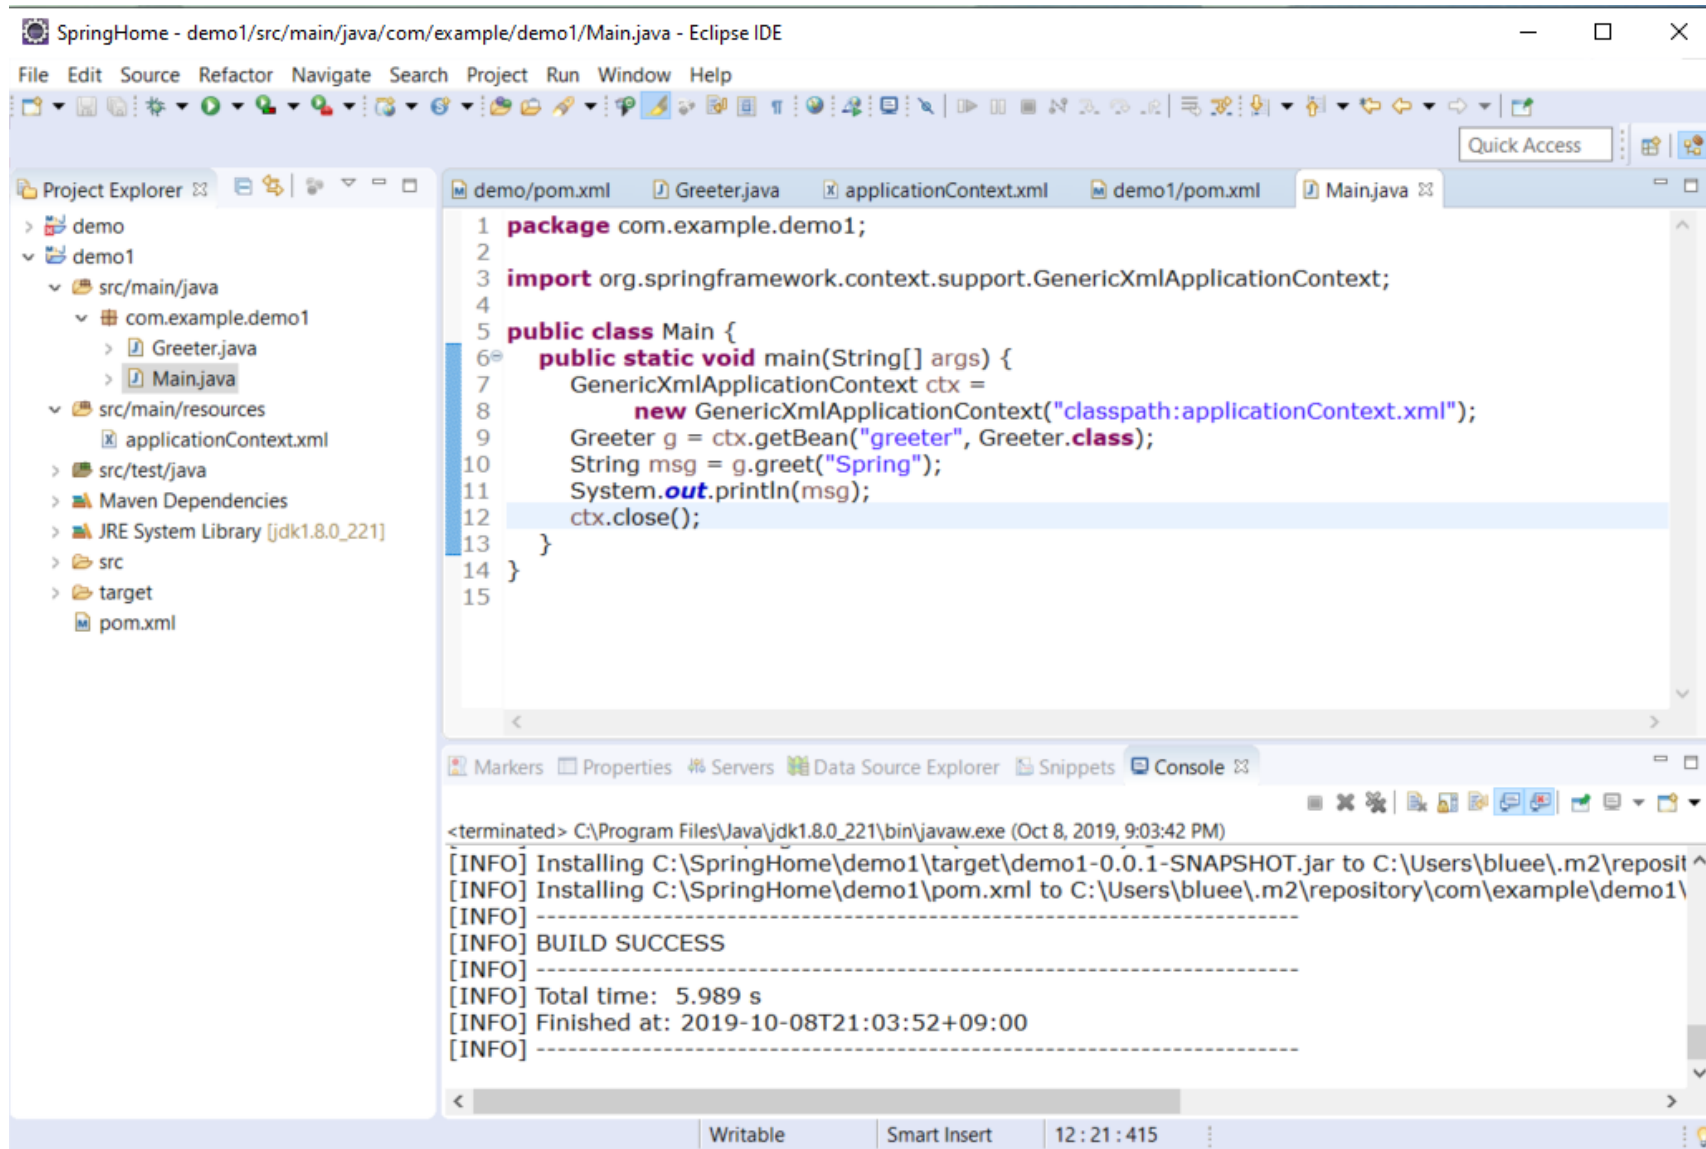 SpringHome - demo1/src/main/java/com/example/demo1/Main.java - Eclipse IDE
File Edit Source Refactor Navigate Search Project Run Window Help
Quick Access
Project Explorer
demo
demo1
src/main/java
com.example.demo1
Greeter.java
Main.java
src/main/resources
applicationContext.xml
src/test/java
Maven Dependencies
JRE System Library [jdk1.8.0_221]
src
target
pom.xml
demo/pom.xml Greeter.java applicationContext.xml demo1/pom.xml Main.java
1 package com.example.demo1;
2
3 import org.springframework.context.support.GenericXmlApplicationContext;
4
5 public class Main {
6 public static void main(String[] args) {
7 GenericXmlApplicationContext ctx =
8 new GenericXmlApplicationContext("classpath:applicationContext.xml");
9 Greeter g = ctx.getBean("greeter", Greeter.class);
10 String msg = g.greet("Spring");
11 System.out.println(msg);
12 ctx.close();
13 }
14 }
15
Markers Properties Servers Data Source Explorer Snippets Console
<terminated> C:\Program Files\Java\jdk1.8.0_221\bin\javaw.exe (Oct 8, 2019, 9:03:42 PM)
[INFO] Installing C:\SpringHome\demo1\target\demo1-0.0.1-SNAPSHOT.jar to C:\Users\bluee\.m2\reposit
[INFO] Installing C:\SpringHome\demo1\pom.xml to C:\Users\bluee\.m2\repository\com\example\demo1\
[INFO] ------------------------------------------------------------------------
[INFO] BUILD SUCCESS
[INFO] ------------------------------------------------------------------------
[INFO] Total time: 5.989 s
[INFO] Finished at: 2019-10-08T21:03:52+09:00
[INFO] ------------------------------------------------------------------------
Writable Smart Insert 12 : 21 : 415